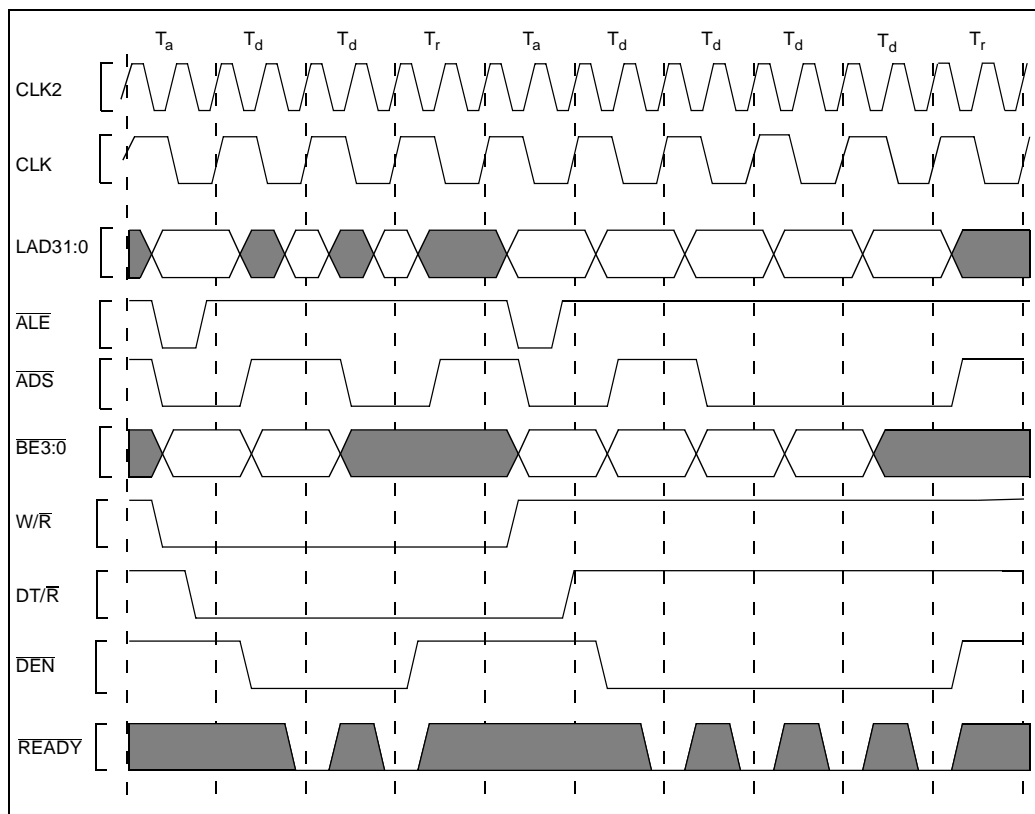 Ta Td Td Tr Ta Td Td Td Td Tr
CLK2
CLK
LAD31:0
ALE
ADS
BE3:0
W/R
DT/R
DEN
READY